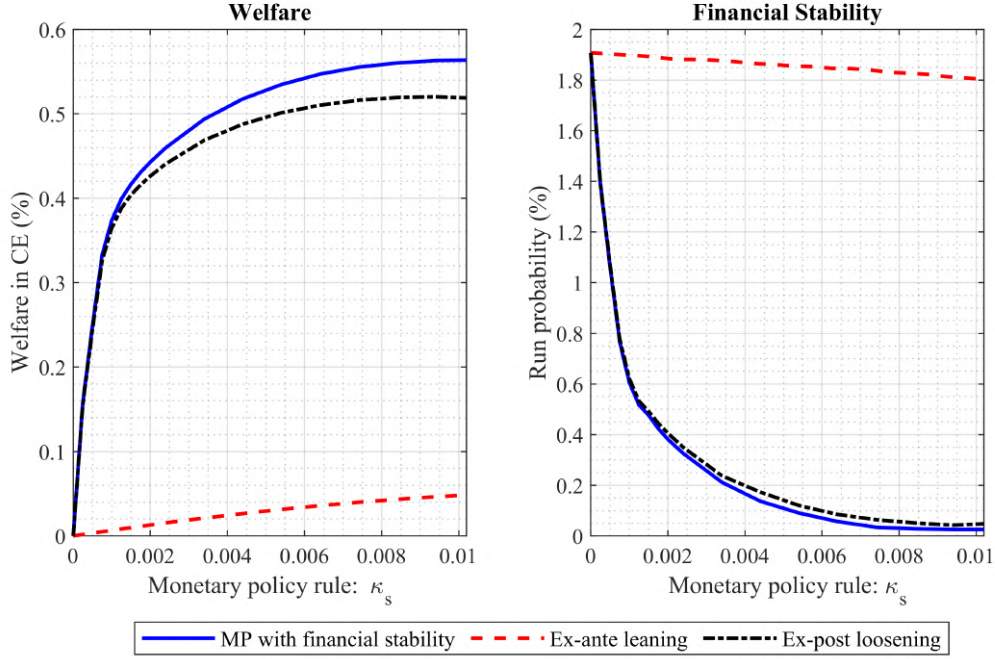 Welfare
0.6
0.5
0.4
0.3
0.2
0.1
0
Welfare in CE (%)
0 0.002 0.004 0.006 0.008 0.01
Monetary policy rule: κs
Financial Stability
2
1.8
1.6
1.4
1.2
1
0.8
0.6
0.4
0.2
0
Run probability (%)
0 0.002 0.004 0.006 0.008 0.01
Monetary policy rule: κs
MP with financial stability Ex-ante leaning Ex-post loosening